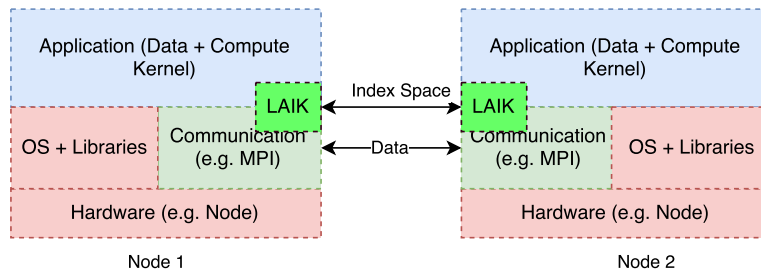 Application (Data + Compute
Kernel)
LAIK
OS + Libraries
Communication
(e.g. MPI)
Hardware (e.g. Node)
Node 1
Index Space
Data
Application (Data + Compute
Kernel)
LAIK
Communication
(e.g. MPI)
OS + Libraries
Hardware (e.g. Node)
Node 2